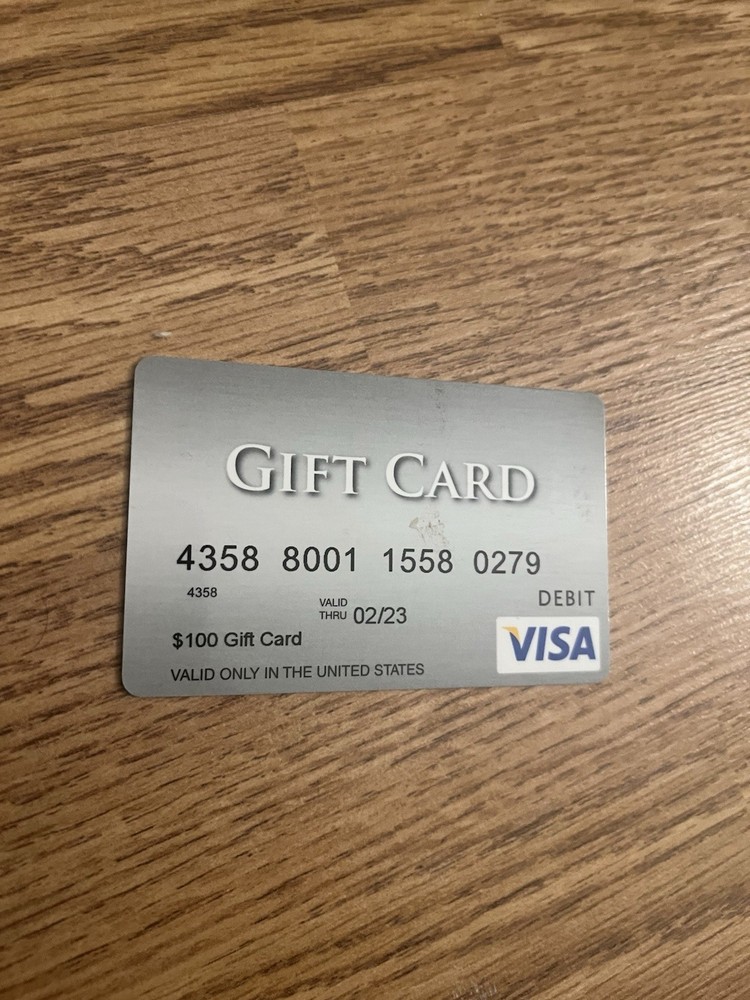 GIFT CARD
4358 8001 1558 0279
4358
VALID
THRU 02/23
DEBIT
$100 Gift Card
VISA
VALID ONLY IN THE UNITED STATES